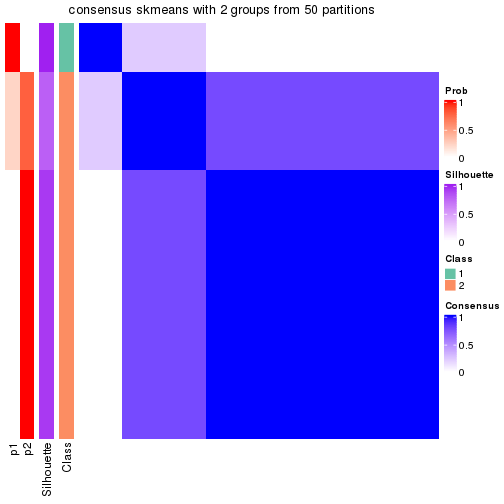 consensus skmeans with 2 groups from 50 partitions
Prob
1
0.5
0
Silhouette
1
0.5
0
Class
1
2
Consensus
1
0.5
0
p1
p2
Silhouette
Class